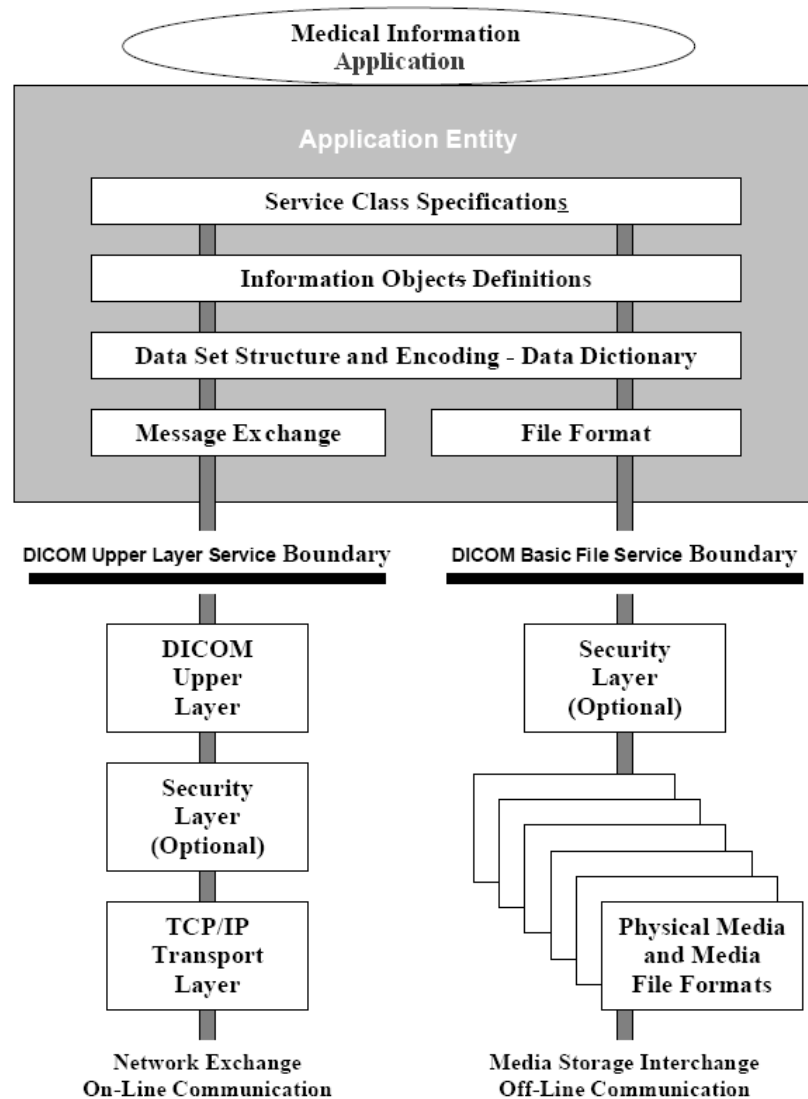 Medical Information
Application
Application Entity
Service Class Specifications
Information Objects Definitions
Data Set Structure and Encoding - Data Dictionary
Message Exchange
File Format
DICOM Upper Layer Service Boundary
DICOM Basic File Service Boundary
DICOM
Upper
Layer
Security
Layer
(Optional)
Security
Layer
(Optional)
TCP/IP
Transport
Layer
Physical Media
and Media
File Formats
Network Exchange
On-Line Communication
Media Storage Interchange
Off-Line Communication